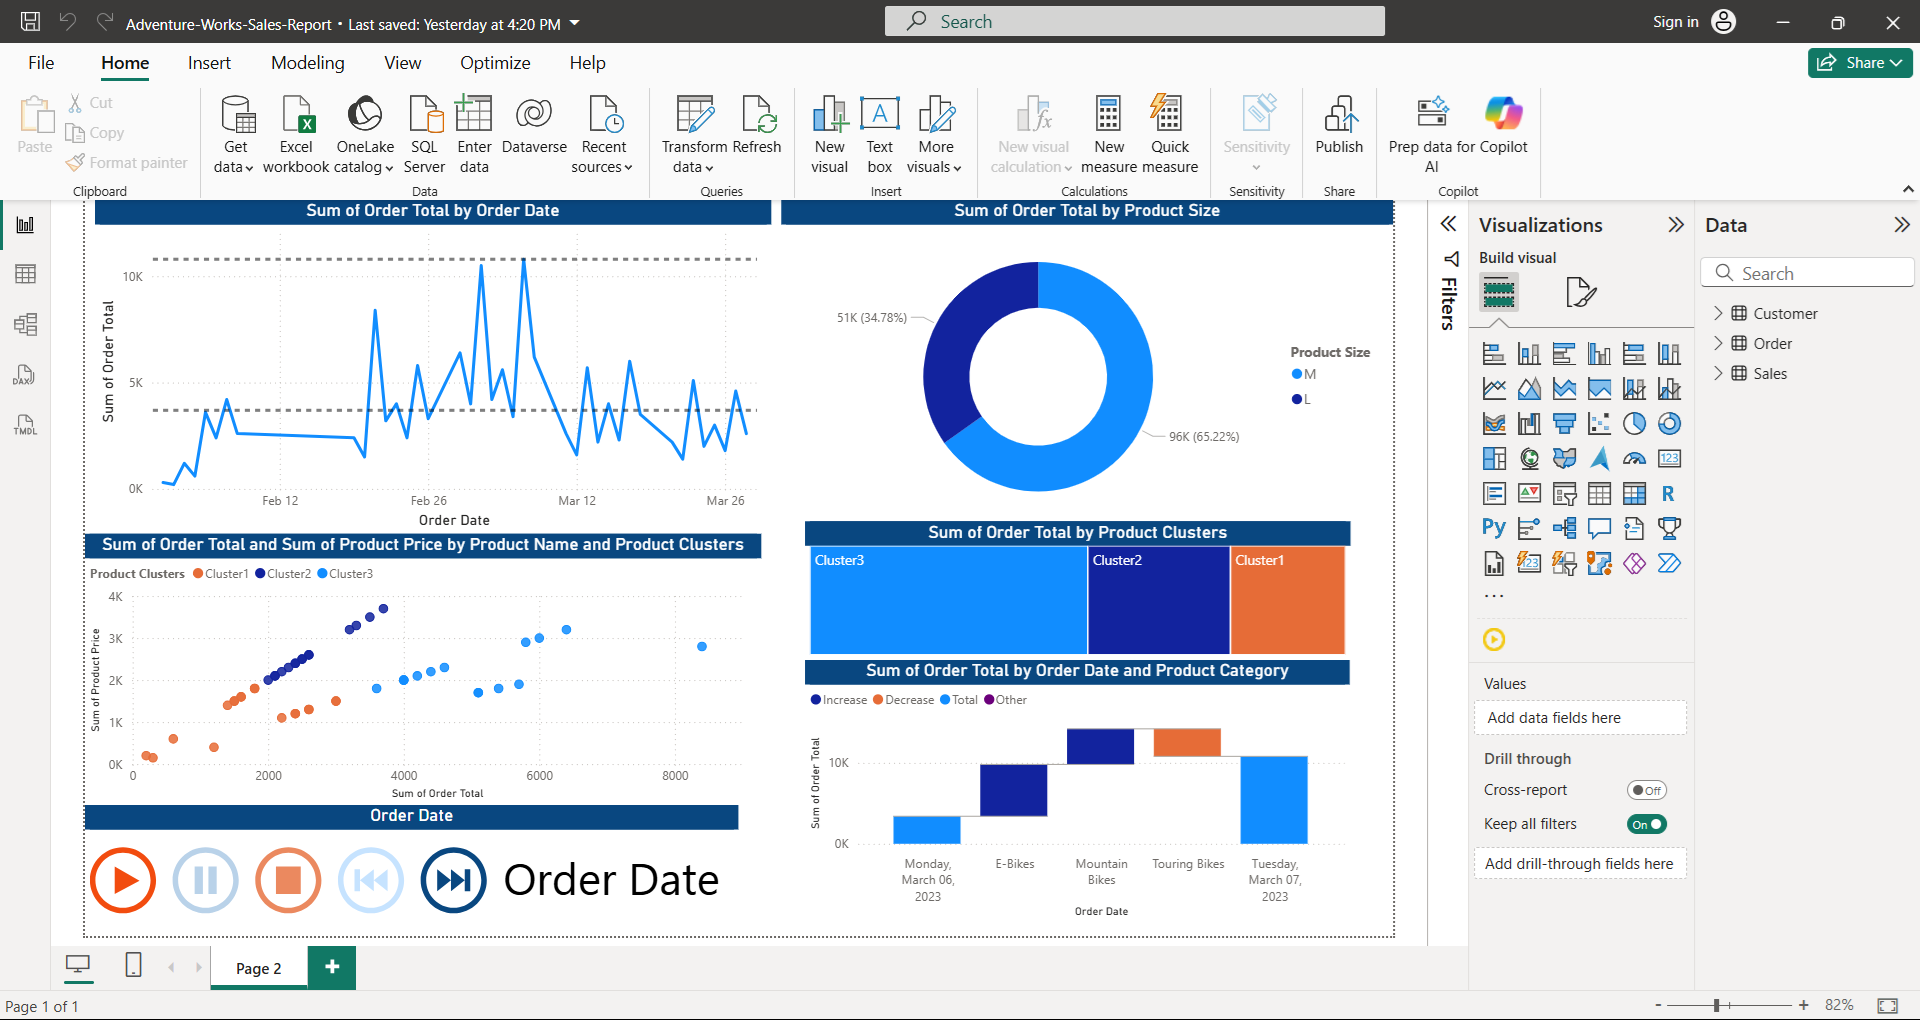 Adventure-Works-Sales-Report • Last saved: Yesterday at 4:20 PM
Search
Sign in
File
Home
Insert
Modeling
View
Optimize
Help
Share
Paste
Cut
Copy
Format painter
Clipboard
Get data
Excel workbook
OneLake catalog
SQL Server
Enter data
Dataverse
Recent sources
Data
Transform data
Refresh
Queries
New visual
Text box
More visuals
Insert
New visual calculation
New measure
Quick measure
Calculations
Sensitivity
Sensitivity
Publish
Share
Prep data for AI
Copilot
Copilot
DAX
TMDL
Sum of Order Total by Order Date
Sum of Order Total
10K
5K
0K
Feb 12
Feb 26
Mar 12
Mar 26
Order Date
Sum of Order Total by Product Size
51K (34.78%)
96K (65.22%)
Product Size
M
L
Sum of Order Total and Sum of Product Price by Product Name and Product Clusters
Product Clusters
Cluster1
Cluster2
Cluster3
Sum of Product Price
4K
3K
2K
1K
0K
0
2000
4000
6000
8000
Sum of Order Total
Sum of Order Total by Product Clusters
Cluster3
Cluster2
Cluster1
Sum of Order Total by Order Date and Product Category
Increase
Decrease
Total
Other
Sum of Order Total
10K
0K
Monday, March 06, 2023
E-Bikes
Mountain Bikes
Touring Bikes
Tuesday, March 07, 2023
Order Date
Order Date
Order Date
Filters
Visualizations
Build visual
123
R
Py
123
Values
Add data fields here
Drill through
Cross-report
Off
Keep all filters
On
Add drill-through fields here
Data
Search
Customer
Order
Sales
Page 2
Page 1 of 1
82%